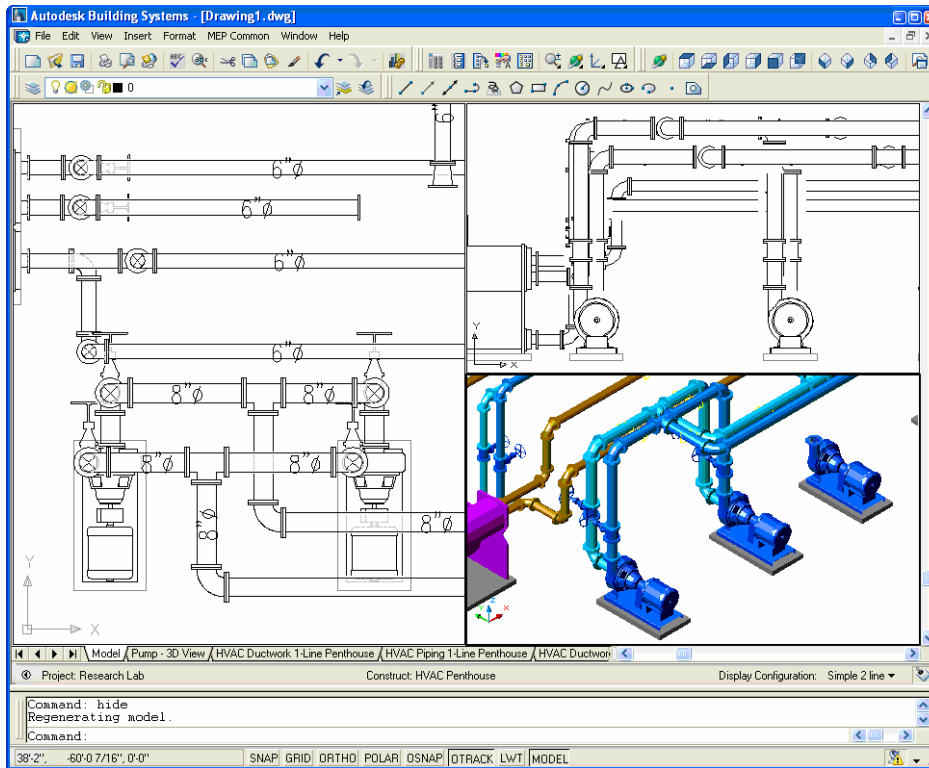 Autodesk Building Systems - [Drawing1.dwg]
File Edit View Insert Format MEP Common Window Help
0
6
6"Ø
6"Ø
6"Ø
6"Ø
8"Ø 8"Ø
8"Ø 8"Ø
8"Ø
8"Ø
Y
X
Y
X
Z
Y
X
Model Pump - 3D View HVAC Ductwork 1-Line Penthouse HVAC Piping 1-Line Penthouse HVAC Ductwor
Project: Research Lab Construct: HVAC Penthouse Display Configuration: Simple 2 line
Command: hide
Regenerating model.
Command:
38'-2", -60'-0 7/16", 0'-0" SNAP GRID ORTHO POLAR OSNAP OTRACK LWT MODEL